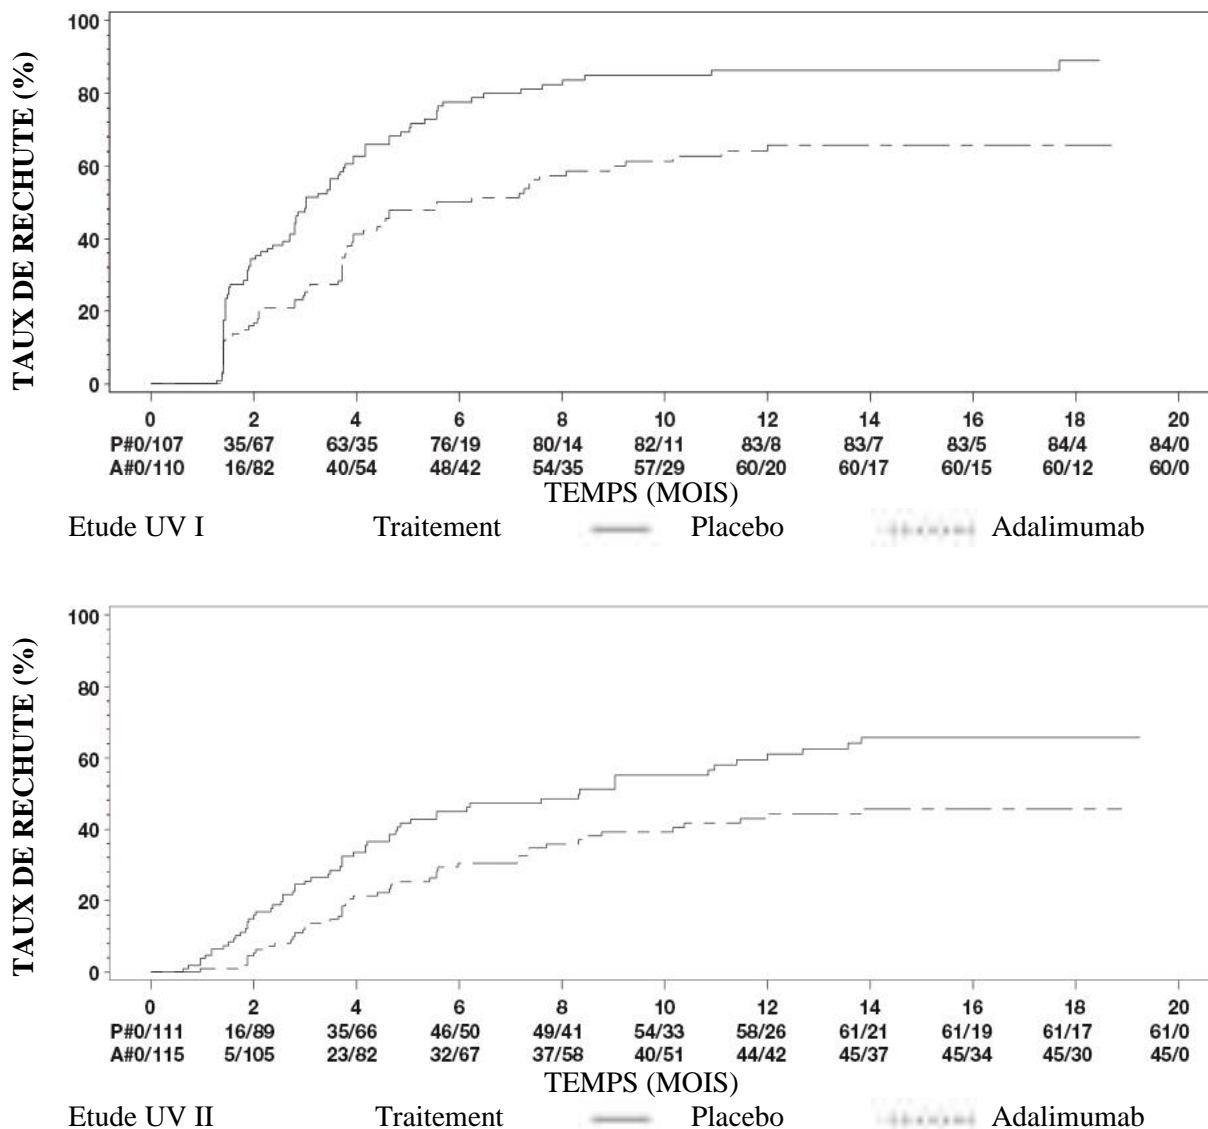 TAUX DE RECHUTE (%)
100
80
60
40
20
0
0 2 4 6 8 10 12 14 16 18 20
P#0/107 35/67 63/35 76/19 80/14 82/11 83/8 83/7 83/5 84/4 84/0
A#0/110 16/82 40/54 48/42 54/35 57/29 60/20 60/17 60/15 60/12 60/0
TEMPS (MOIS)
Etude UV I Traitement Placebo Adalimumab
TAUX DE RECHUTE (%)
100
80
60
40
20
0
0 2 4 6 8 10 12 14 16 18 20
P#0/111 16/89 35/66 46/50 49/41 54/33 58/26 61/21 61/19 61/17 61/0
A#0/115 5/105 23/82 32/67 37/58 40/51 44/42 45/37 45/34 45/30 45/0
TEMPS (MOIS)
Etude UV II Traitement Placebo Adalimumab